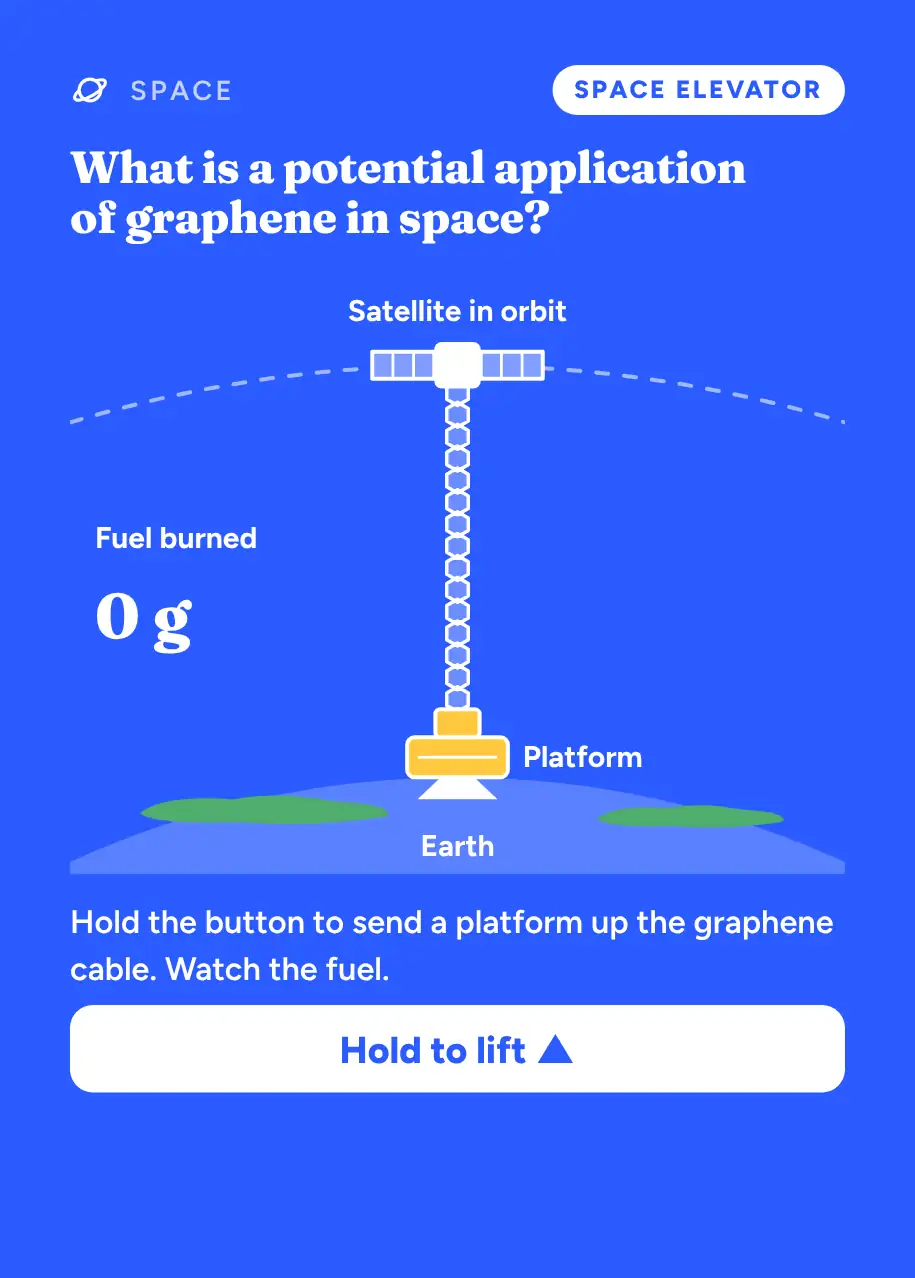 SPACE
SPACE ELEVATOR
What is a potential application
of graphene in space?
Satellite in orbit
Fuel burned
0 g
Platform
Earth
Hold the button to send a platform up the graphene
cable. Watch the fuel.
Hold to lift ▲